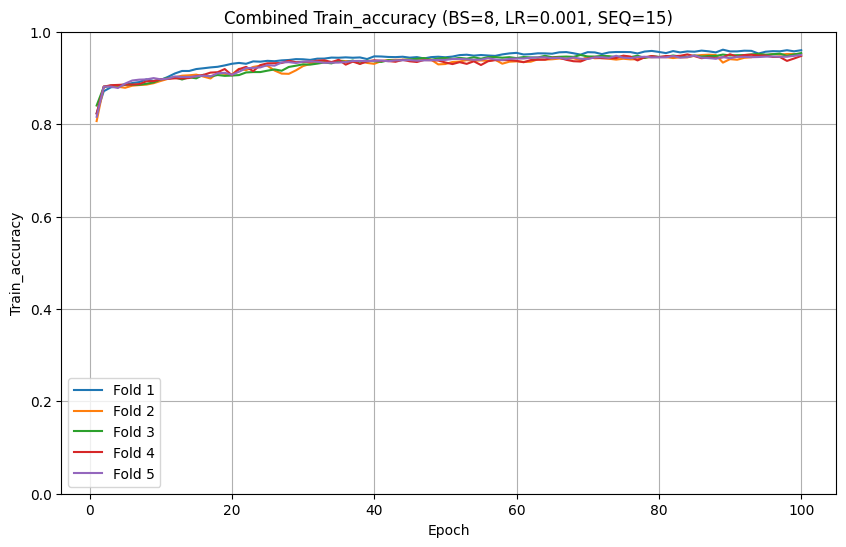 Combined Train_accuracy (BS=8, LR=0.001, SEQ=15)
1.0
0.8
0.6
0.4
0.2
0.0
Train_accuracy
Fold 1
Fold 2
Fold 3
Fold 4
Fold 5
0 20 40 60 80 100
Epoch